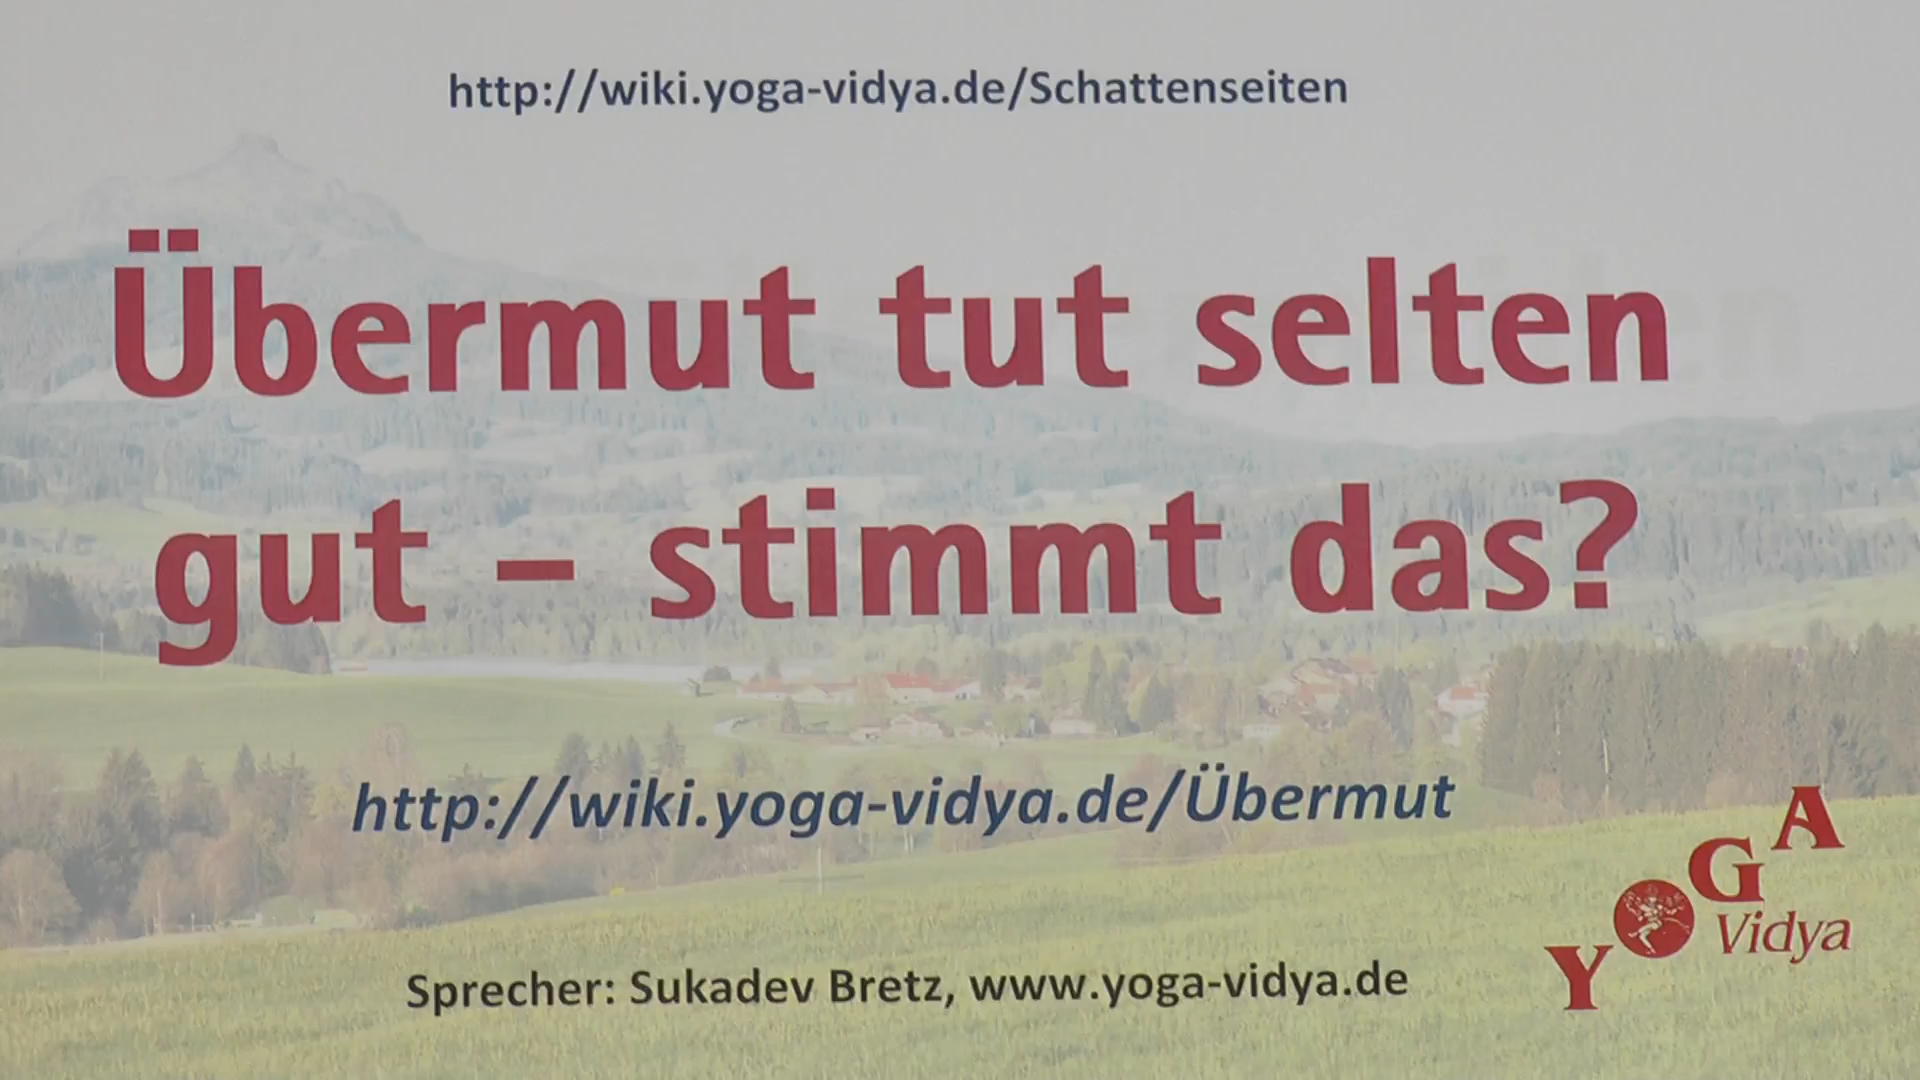 http://wiki.yoga-vidya.de/Schattenseiten
Übermut tut selten
gut – stimmt das?
http://wiki.yoga-vidya.de/Übermut
YOGA
Vidya
Sprecher: Sukadev Bretz, www.yoga-vidya.de